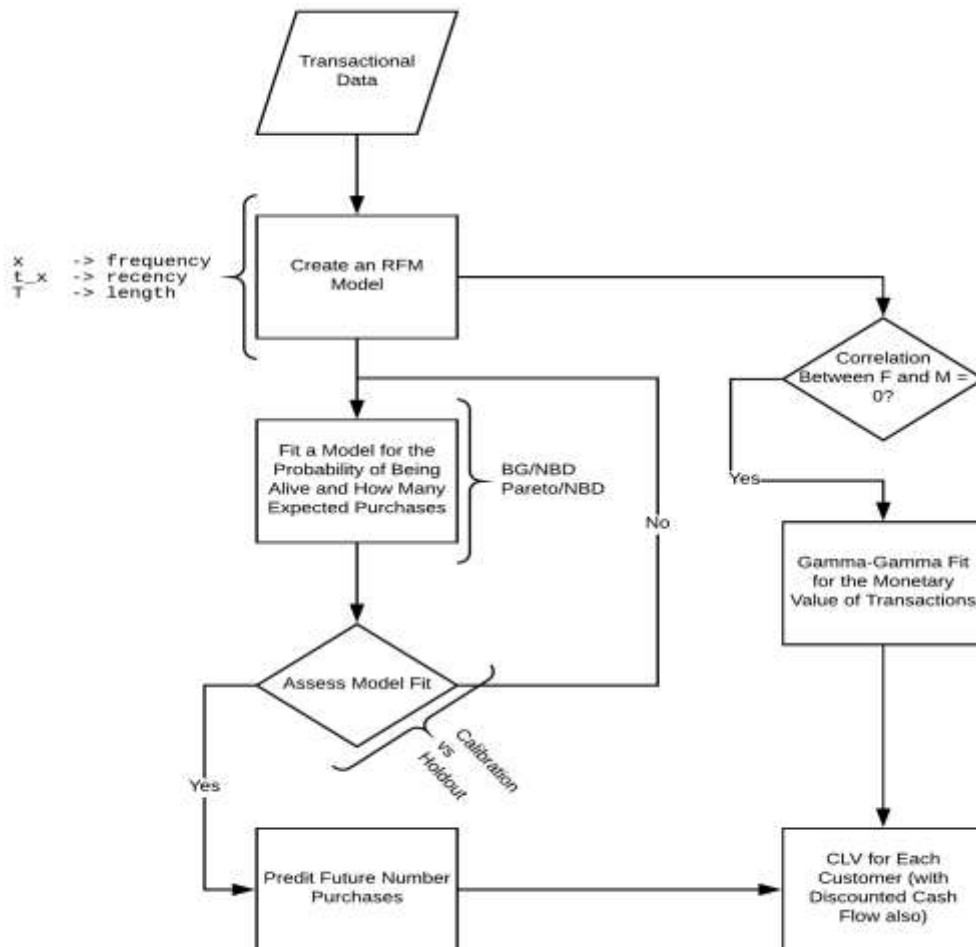 Transactional
Data
x -> frequency
t_x -> recency
T -> length
Create an RFM
Model
Correlation
Between F and M =
0?
Fit a Model for the
Probability of Being
Alive and How Many
Expected Purchases
BG/NBD
Pareto/NBD
Yes
No
Gamma-Gamma Fit
for the Monetary
Value of Transactions
Assess Model Fit
Calibration
vs
Holdout
Yes
Predit Future Number
Purchases
CLV for Each
Customer (with
Discounted Cash
Flow also)